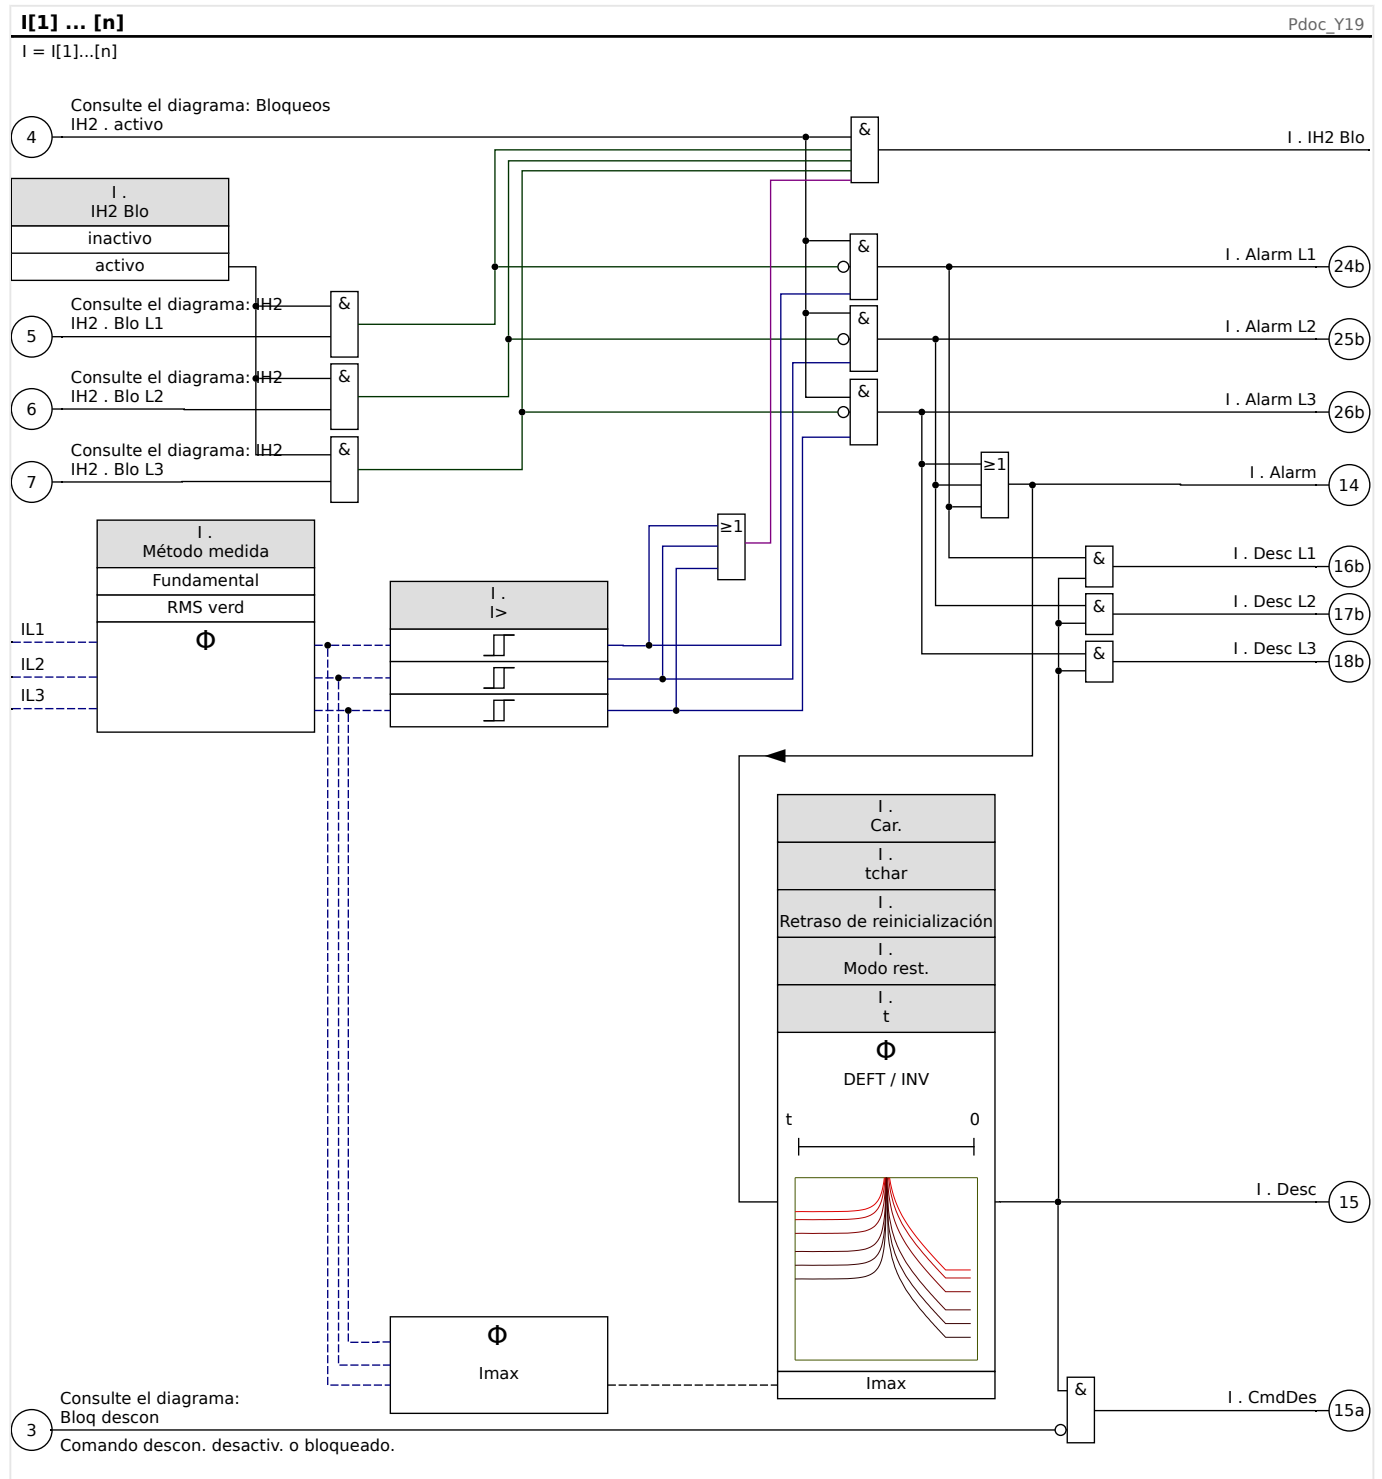 I[1] ... [n]
Pdoc_Y19
I = I[1]...[n]
Consulte el diagrama: Bloqueos
IH2 . activo
4
&
I . IH2 Blo
I .
IH2 Blo
inactivo
activo
&
I . Alarm L1
24b
Consulte el diagrama: IH2
IH2 . Blo L1
5
&
&
I . Alarm L2
25b
Consulte el diagrama: IH2
IH2 . Blo L2
6
&
&
I . Alarm L3
26b
Consulte el diagrama: IH2
IH2 . Blo L3
7
&
≥1
I . Alarm
14
I .
Método medida
Fundamental
RMS verd
Φ
IL1
IL2
IL3
≥1
I .
I>
&
I . Desc L1
16b
&
I . Desc L2
17b
&
I . Desc L3
18b
I .
Car.
I .
tchar
I .
Retraso de reinicialización
I .
Modo rest.
I .
t
Φ
DEFT / INV
t
0
I . Desc
15
Φ
Imax
Imax
&
I . CmdDes
15a
Consulte el diagrama:
Bloq descon
3
Comando descon. desactiv. o bloqueado.